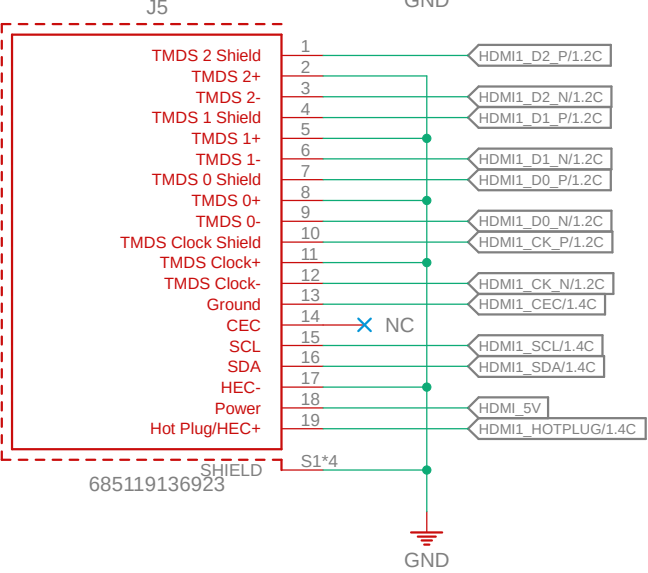 GND
J5
TMDS 2 Shield 1 HDMI1_D2_P/1.2C
TMDS 2+ 2
TMDS 2- 3 HDMI1_D2_N/1.2C
TMDS 1 Shield 4 HDMI1_D1_P/1.2C
TMDS 1+ 5
TMDS 1- 6 HDMI1_D1_N/1.2C
TMDS 0 Shield 7 HDMI1_D0_P/1.2C
TMDS 0+ 8
TMDS 0- 9 HDMI1_D0_N/1.2C
TMDS Clock Shield 10 HDMI1_CK_P/1.2C
TMDS Clock+ 11
TMDS Clock- 12 HDMI1_CK_N/1.2C
Ground 13 HDMI1_CEC/1.4C
CEC 14 NC
SCL 15 HDMI1_SCL/1.4C
SDA 16 HDMI1_SDA/1.4C
HEC- 17
Power 18 HDMI_5V
Hot Plug/HEC+ 19 HDMI1_HOTPLUG/1.4C
SHIELD S1*4
685119136923
GND